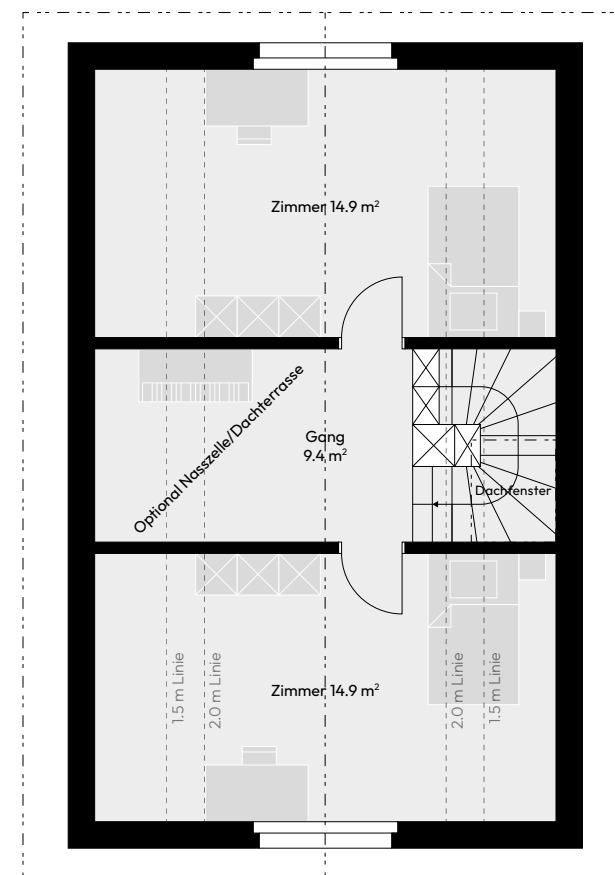 Zimmer 14.9 m²
Optional Nasszelle/Dachterrasse
Gang
9.4 m²
Dachfenster
1.5 m Linie
2.0 m Linie
Zimmer 14.9 m²
2.0 m Linie
1.5 m Linie